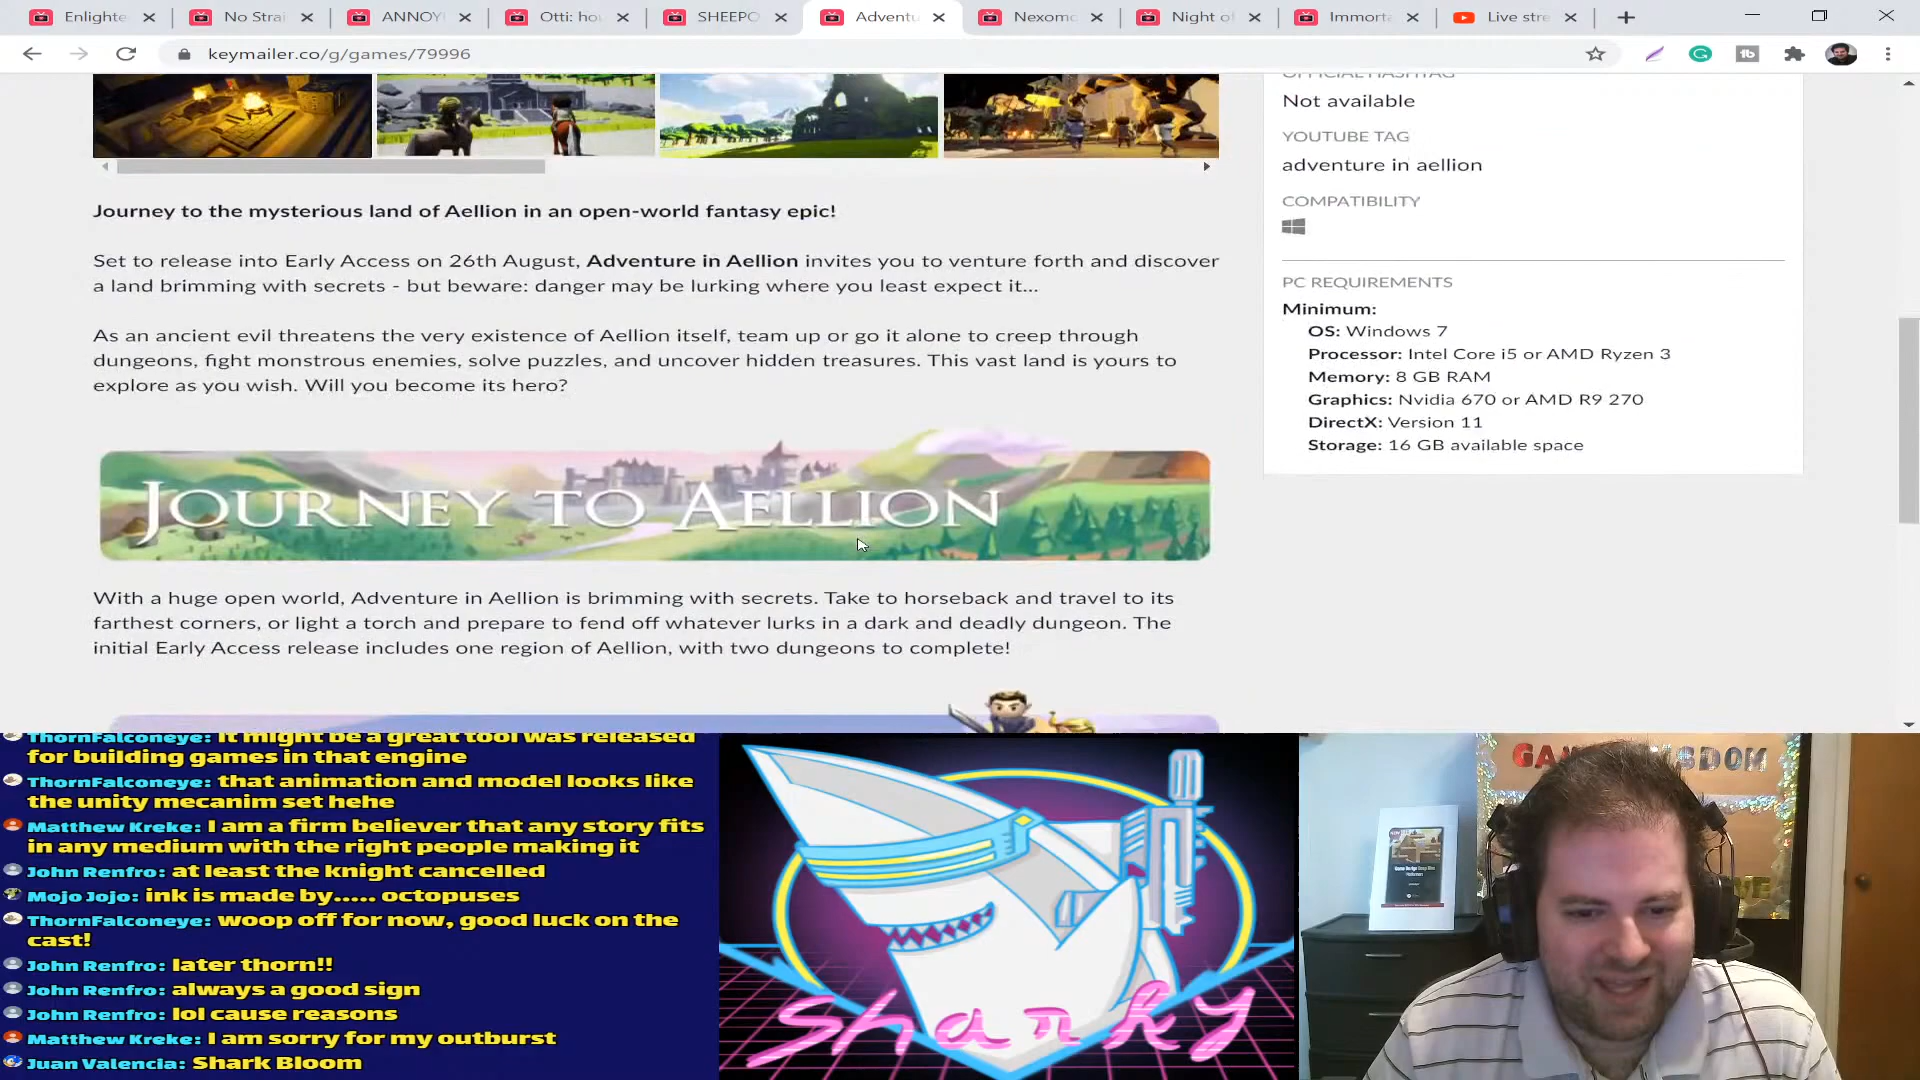 Enlighte
No Strai
ANNOY
Otti: hou
SHEEPO
Adventu
Nexomo
Night of
Immorta
Live stre
keymailer.co/g/games/79996
OFFICIAL HASHTAG
Not available
YOUTUBE TAG
adventure in aellion
COMPATIBILITY
PC REQUIREMENTS
Minimum:
OS: Windows 7
Processor: Intel Core i5 or AMD Ryzen 3
Memory: 8 GB RAM
Graphics: Nvidia 670 or AMD R9 270
DirectX: Version 11
Storage: 16 GB available space
Journey to the mysterious land of Aellion in an open-world fantasy epic!
Set to release into Early Access on 26th August, Adventure in Aellion invites you to venture forth and discover
a land brimming with secrets - but beware: danger may be lurking where you least expect it...
As an ancient evil threatens the very existence of Aellion itself, team up or go it alone to creep through
dungeons, fight monstrous enemies, solve puzzles, and uncover hidden treasures. This vast land is yours to
explore as you wish. Will you become its hero?
JOURNEY TO AELLION
With a huge open world, Adventure in Aellion is brimming with secrets. Take to horseback and travel to its
farthest corners, or light a torch and prepare to fend off whatever lurks in a dark and deadly dungeon. The
initial Early Access release includes one region of Aellion, with two dungeons to complete!
ThornFalconeye: It might be a great tool was released
for building games in that engine
ThornFalconeye: that animation and model looks like
the unity mecanim set hehe
Matthew Kreke: I am a firm believer that any story fits
in any medium with the right people making it
John Renfro: at least the knight cancelled
Mojo Jojo: ink is made by..... octopuses
ThornFalconeye: woop off for now, good luck on the
cast!
John Renfro: later thorn!!
John Renfro: always a good sign
John Renfro: lol cause reasons
Matthew Kreke: I am sorry for my outburst
Juan Valencia: Shark Bloom
Sharky